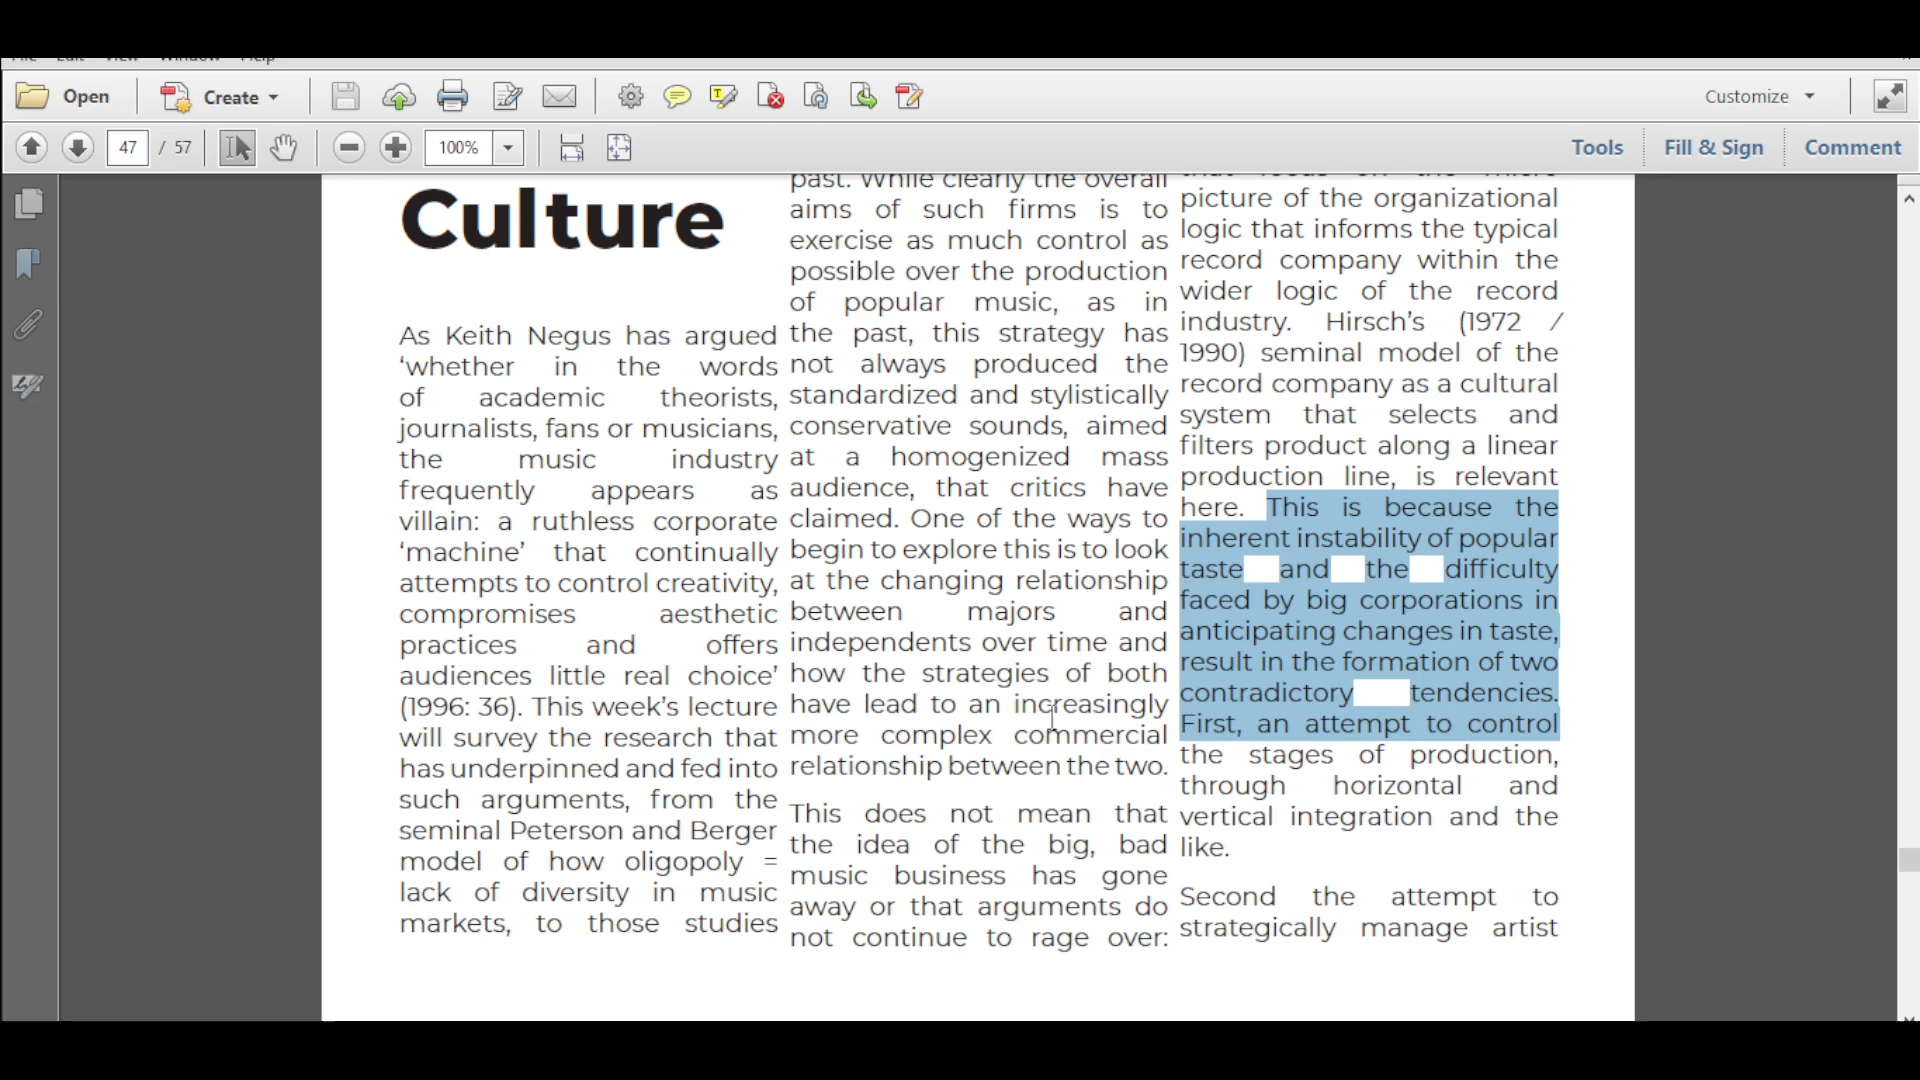 Open
Create
Customize
47 / 57
100%
Tools
Fill & Sign
Comment
Culture
As Keith Negus has argued
‘whether in the words
of academic theorists,
journalists, fans or musicians,
the music industry
frequently appears as
villain: a ruthless corporate
‘machine’ that continually
attempts to control creativity,
compromises aesthetic
practices and offers
audiences little real choice’
(1996: 36). This week’s lecture
will survey the research that
has underpinned and fed into
such arguments, from the
seminal Peterson and Berger
model of how oligopoly =
lack of diversity in music
markets, to those studies
past. While clearly the overall
aims of such firms is to
exercise as much control as
possible over the production
of popular music, as in
the past, this strategy has
not always produced the
standardized and stylistically
conservative sounds, aimed
at a homogenized mass
audience, that critics have
claimed. One of the ways to
begin to explore this is to look
at the changing relationship
between majors and
independents over time and
how the strategies of both
have lead to an increasingly
more complex commercial
relationship between the two.
This does not mean that
the idea of the big, bad
music business has gone
away or that arguments do
not continue to rage over:
picture of the organizational
logic that informs the typical
record company within the
wider logic of the record
industry. Hirsch’s (1972 /
1990) seminal model of the
record company as a cultural
system that selects and
filters product along a linear
production line, is relevant
here. This is because the
inherent instability of popular
taste and the difficulty
faced by big corporations in
anticipating changes in taste,
result in the formation of two
contradictory tendencies.
First, an attempt to control
the stages of production,
through horizontal and
vertical integration and the
like.
Second the attempt to
strategically manage artist